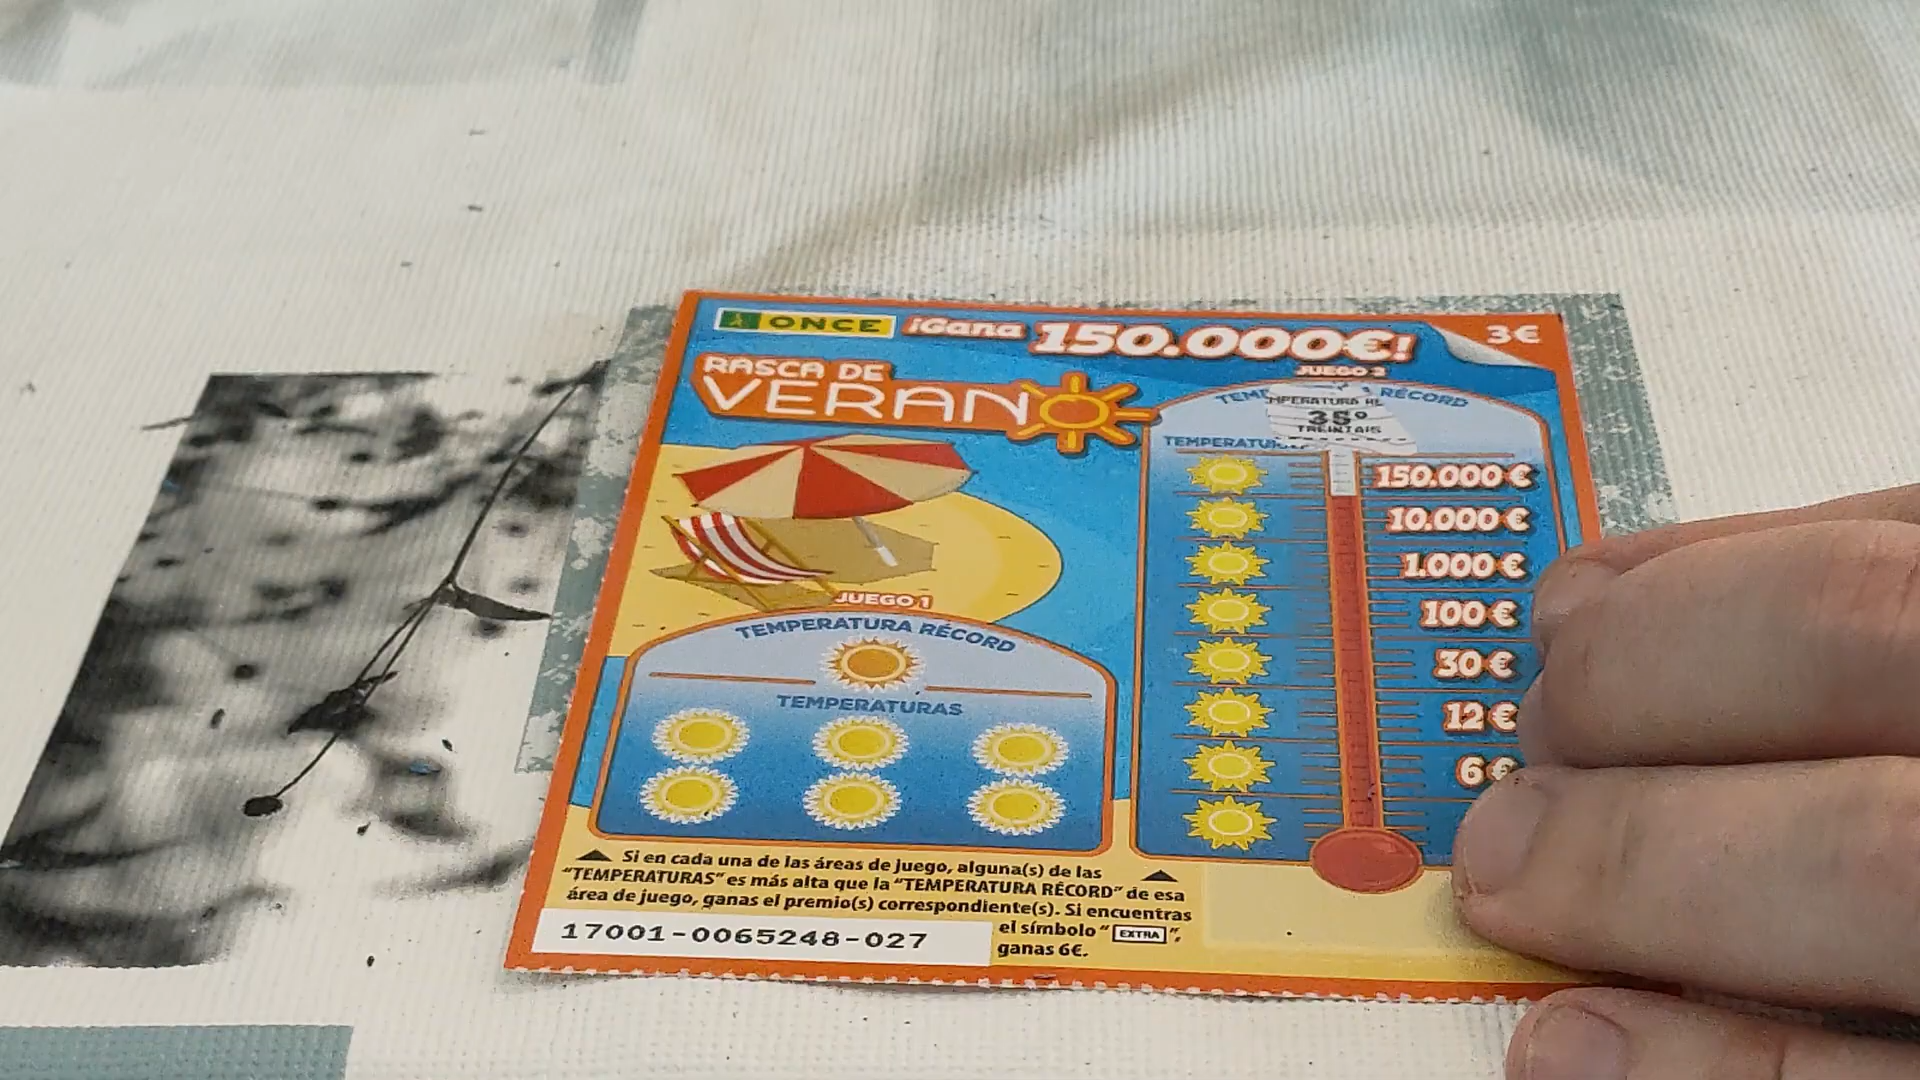 ONCE
¡Gana 150.000€!
3€
RASCA DE
VERANO
JUEGO 2
RÉCORD
35º
150.000 €
10.000 €
1.000 €
100 €
30 €
12 €
6 €
JUEGO 1
TEMPERATURA RÉCORD
TEMPERATURAS
Si en cada una de las áreas de juego, alguna(s) de las
"TEMPERATURAS" es más alta que la "TEMPERATURA RÉCORD" de esa
área de juego, ganas el premio(s) correspondiente(s). Si encuentras
el símbolo "EXTRA",
ganas 6€.
17001-0065248-027